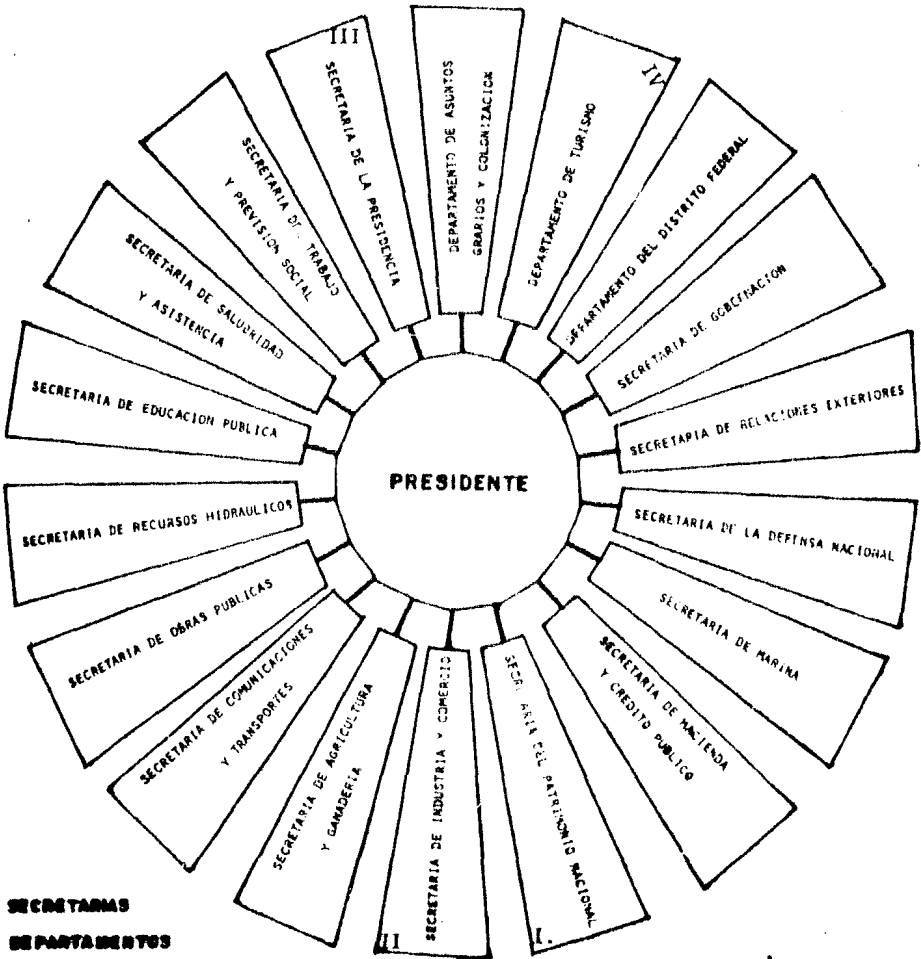 III
SECRETARIA DE LA PRESIDENCIA
DEPARTAMENTO DE ASUNTOS
GRARIOS Y COLONIZACION
IV
DEPARTAMENTO DE TURISMO
DEPARTAMENTO DEL DISTRITO FEDERAL
SECRETARIA DE GOBERNACION
SECRETARIA DE RELACIONES EXTERIORES
SECRETARIA DE LA DEFENSA NACIONAL
SECRETARIA DE MARINA
SECRETARIA DE HACIENDA
Y CREDITO PUBLICO
I.
DEL PATRIMONIO NACIONAL
II
SECRETARIA DE INDUSTRIA Y COMERCIO
SECRETARIA DE AGRICULTURA
Y GANADERIA
SECRETARIA DE COMUNICACIONES
Y TRANSPORTES
SECRETARIA DE OBRAS PUBLICAS
SECRETARIA DE RECURSOS HIDRAULICOS
SECRETARIA DE EDUCACION PUBLICA
SECRETARIA DE SALUBRIDAD
Y ASISTENCIA
SECRETARIA DEL TRABAJO
Y PREVISION SOCIAL
PRESIDENTE
SECRETARIAS
DEPARTAMENTOS